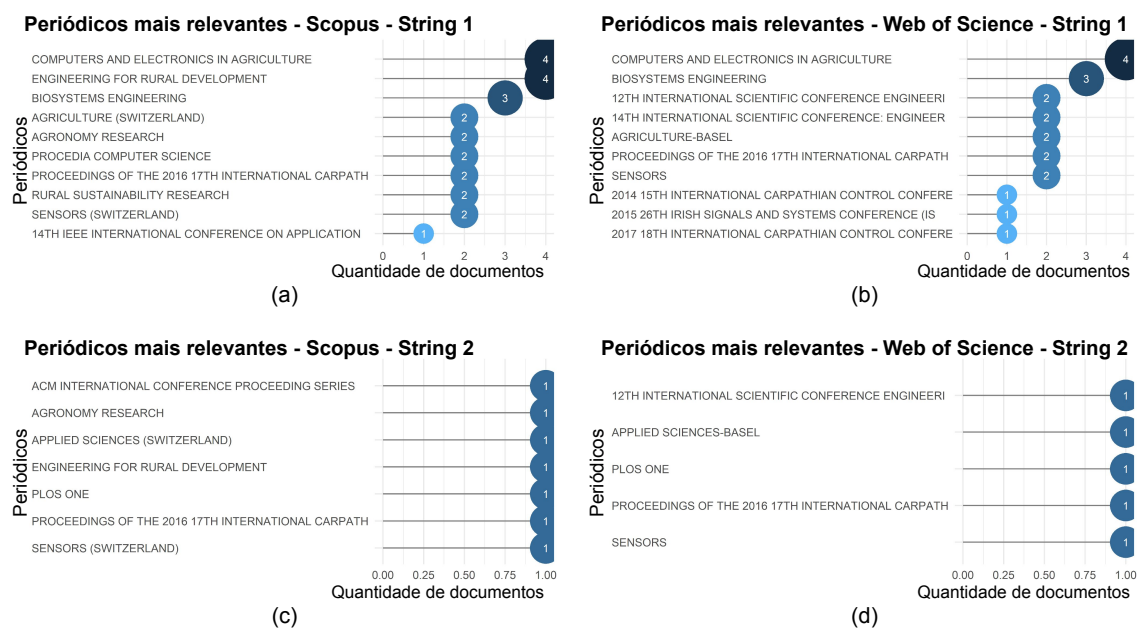 Periódicos mais relevantes - Scopus - String 1
Periódicos
COMPUTERS AND ELECTRONICS IN AGRICULTURE 4
ENGINEERING FOR RURAL DEVELOPMENT 4
BIOSYSTEMS ENGINEERING 3
AGRICULTURE (SWITZERLAND) 2
AGRONOMY RESEARCH 2
PROCEDIA COMPUTER SCIENCE 2
PROCEEDINGS OF THE 2016 17TH INTERNATIONAL CARPATH 2
RURAL SUSTAINABILITY RESEARCH 2
SENSORS (SWITZERLAND) 2
14TH IEEE INTERNATIONAL CONFERENCE ON APPLICATION 1
0 1 2 3 4
Quantidade de documentos
(a)
Periódicos mais relevantes - Web of Science - String 1
Periódicos
COMPUTERS AND ELECTRONICS IN AGRICULTURE 4
BIOSYSTEMS ENGINEERING 3
12TH INTERNATIONAL SCIENTIFIC CONFERENCE ENGINEERI 2
14TH INTERNATIONAL SCIENTIFIC CONFERENCE: ENGINEER 2
AGRICULTURE-BASEL 2
PROCEEDINGS OF THE 2016 17TH INTERNATIONAL CARPATH 2
SENSORS 2
2014 15TH INTERNATIONAL CARPATHIAN CONTROL CONFERE 1
2015 26TH IRISH SIGNALS AND SYSTEMS CONFERENCE (IS 1
2017 18TH INTERNATIONAL CARPATHIAN CONTROL CONFERE 1
0 1 2 3 4
Quantidade de documentos
(b)
Periódicos mais relevantes - Scopus - String 2
Periódicos
ACM INTERNATIONAL CONFERENCE PROCEEDING SERIES 1
AGRONOMY RESEARCH 1
APPLIED SCIENCES (SWITZERLAND) 1
ENGINEERING FOR RURAL DEVELOPMENT 1
PLOS ONE 1
PROCEEDINGS OF THE 2016 17TH INTERNATIONAL CARPATH 1
SENSORS (SWITZERLAND) 1
0.00 0.25 0.50 0.75 1.00
Quantidade de documentos
(c)
Periódicos mais relevantes - Web of Science - String 2
Periódicos
12TH INTERNATIONAL SCIENTIFIC CONFERENCE ENGINEERI 1
APPLIED SCIENCES-BASEL 1
PLOS ONE 1
PROCEEDINGS OF THE 2016 17TH INTERNATIONAL CARPATH 1
SENSORS 1
0.00 0.25 0.50 0.75 1.00
Quantidade de documentos
(d)